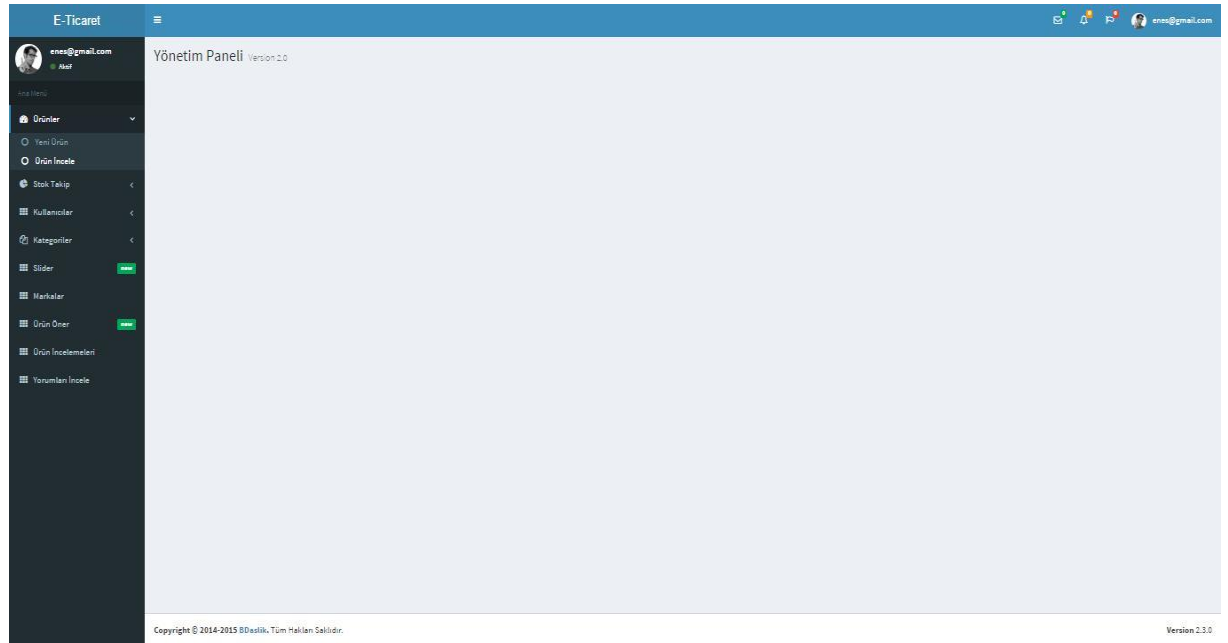 E-Ticaret
enes@gmail.com
enes@gmail.com
Aktif
Yönetim Paneli Version 2.0
Ana Menü
Ürünler
Yeni Ürün
Ürün İncele
Stok Takip
Kullanıcılar
Kategoriler
Slider new
Markalar
Ürün Öner new
Ürün İncelemeleri
Yorumları İncele
Copyright © 2014-2015 BDaslik. Tüm Hakları Saklıdır.
Version 2.3.0